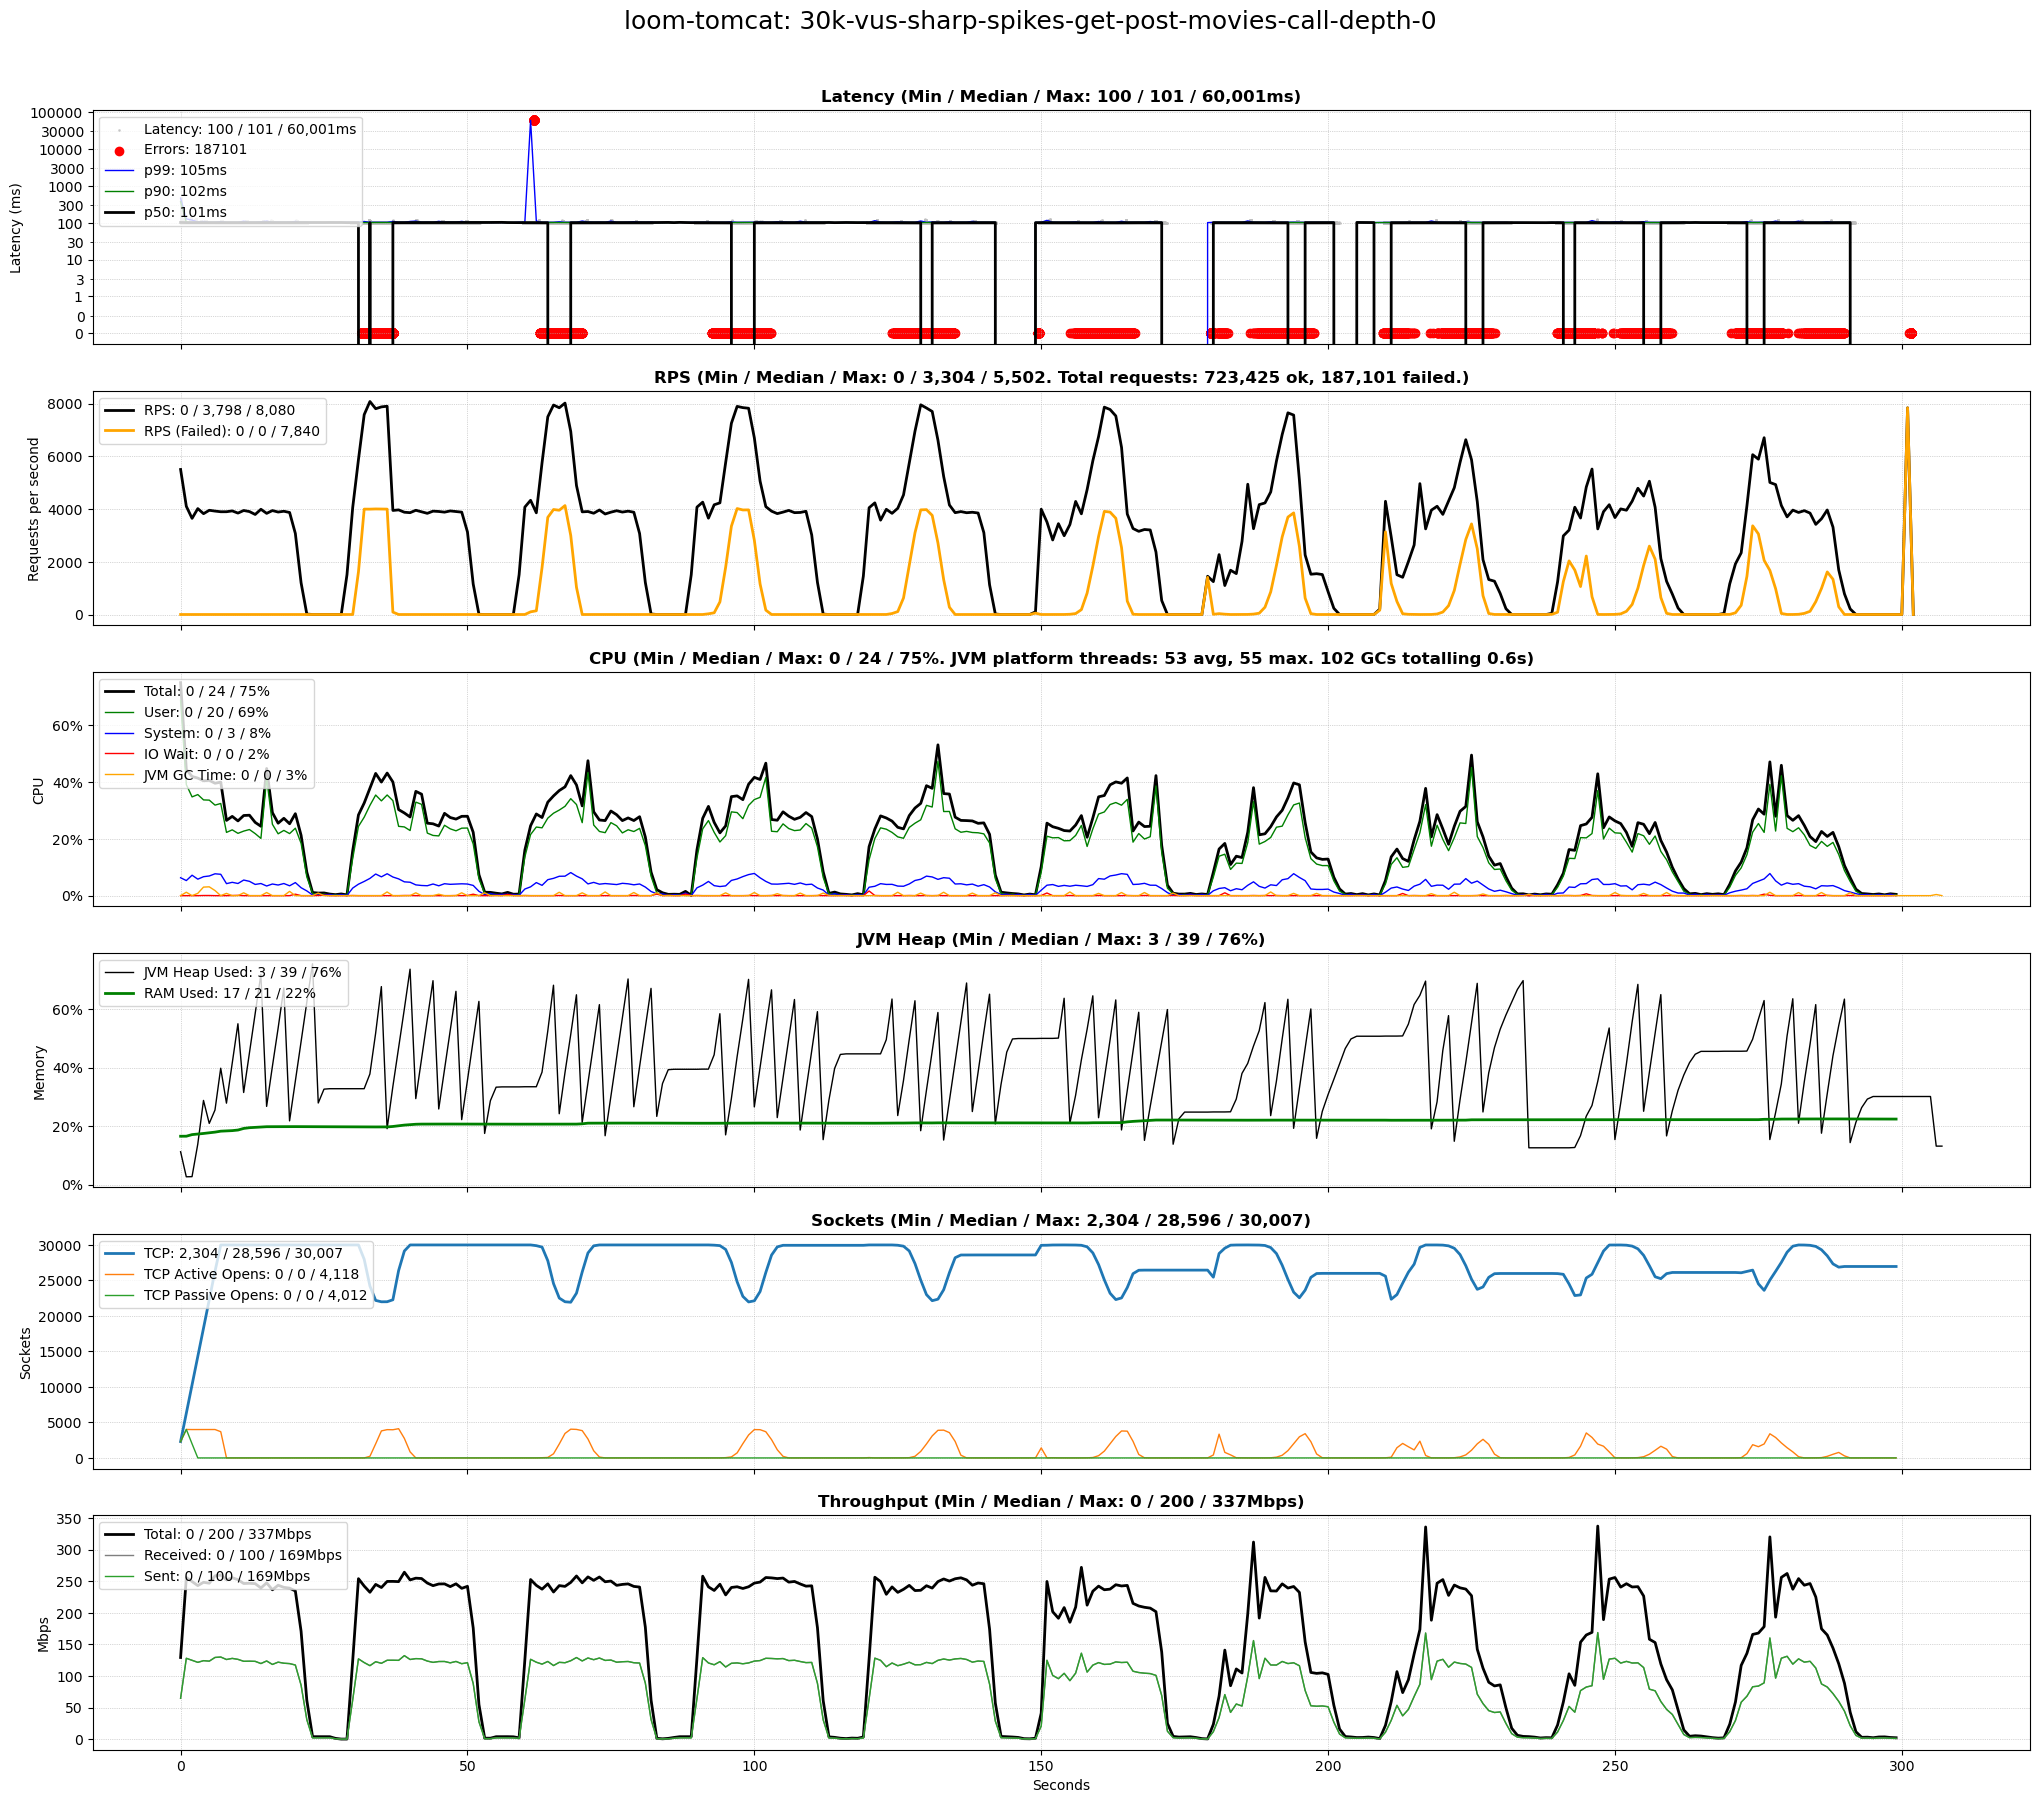 loom-tomcat: 30k-vus-sharp-spikes-get-post-movies-call-depth-0
Latency (Min / Median / Max: 100 / 101 / 60,001ms)
Latency (ms)
100000
30000
10000
3000
1000
300
100
30
10
3
1
0
0
Latency: 100 / 101 / 60,001ms
Errors: 187101
p99: 105ms
p90: 102ms
p50: 101ms
RPS (Min / Median / Max: 0 / 3,304 / 5,502. Total requests: 723,425 ok, 187,101 failed.)
Requests per second
8000
6000
4000
2000
0
RPS: 0 / 3,798 / 8,080
RPS (Failed): 0 / 0 / 7,840
CPU (Min / Median / Max: 0 / 24 / 75%. JVM platform threads: 53 avg, 55 max. 102 GCs totalling 0.6s)
CPU
60%
40%
20%
0%
Total: 0 / 24 / 75%
User: 0 / 20 / 69%
System: 0 / 3 / 8%
IO Wait: 0 / 0 / 2%
JVM GC Time: 0 / 0 / 3%
JVM Heap (Min / Median / Max: 3 / 39 / 76%)
Memory
60%
40%
20%
0%
JVM Heap Used: 3 / 39 / 76%
RAM Used: 17 / 21 / 22%
Sockets (Min / Median / Max: 2,304 / 28,596 / 30,007)
Sockets
30000
25000
20000
15000
10000
5000
0
TCP: 2,304 / 28,596 / 30,007
TCP Active Opens: 0 / 0 / 4,118
TCP Passive Opens: 0 / 0 / 4,012
Throughput (Min / Median / Max: 0 / 200 / 337Mbps)
Mbps
350
300
250
200
150
100
50
0
Total: 0 / 200 / 337Mbps
Received: 0 / 100 / 169Mbps
Sent: 0 / 100 / 169Mbps
0 50 100 150 200 250 300
Seconds